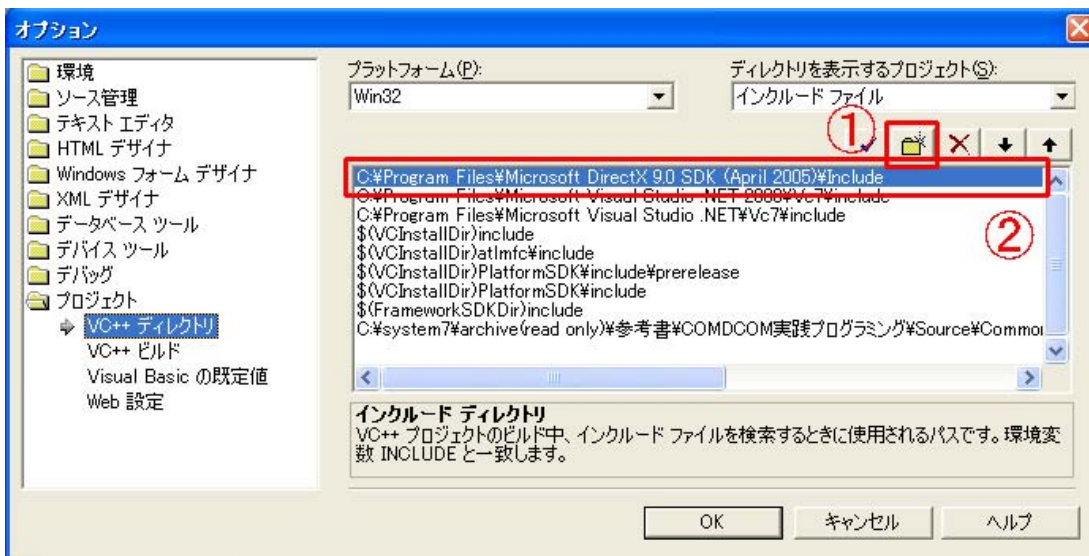 オプション
環境
ソース管理
テキスト エディタ
HTML デザイナ
Windows フォーム デザイナ
XML デザイナ
データベース ツール
デバイス ツール
デバッグ
プロジェクト
VC++ ディレクトリ
VC++ ビルド
Visual Basic の既定値
Web 設定
プラットフォーム(P):
Win32
ディレクトリを表示するプロジェクト(S):
インクルード ファイル
①
C:¥Program Files¥Microsoft DirectX 9.0 SDK (April 2005)¥Include
C:¥Program Files¥Microsoft Visual Studio .NET 2003¥Vc7¥include
C:¥Program Files¥Microsoft Visual Studio .NET¥Vc7¥include
$(VCInstallDir)include
$(VCInstallDir)atlmfc¥include
$(VCInstallDir)PlatformSDK¥include¥prerelease
$(VCInstallDir)PlatformSDK¥include
$(FrameworkSDKDir)include
C:¥system7¥archive(read only)¥参考書¥COMDCOM実践プログラミング¥Source¥Commo
②
インクルード ディレクトリ
VC++ プロジェクトのビルド中、インクルード ファイルを検索するときに使用されるパスです。環境変
数 INCLUDE と一致します。
OK
キャンセル
ヘルプ